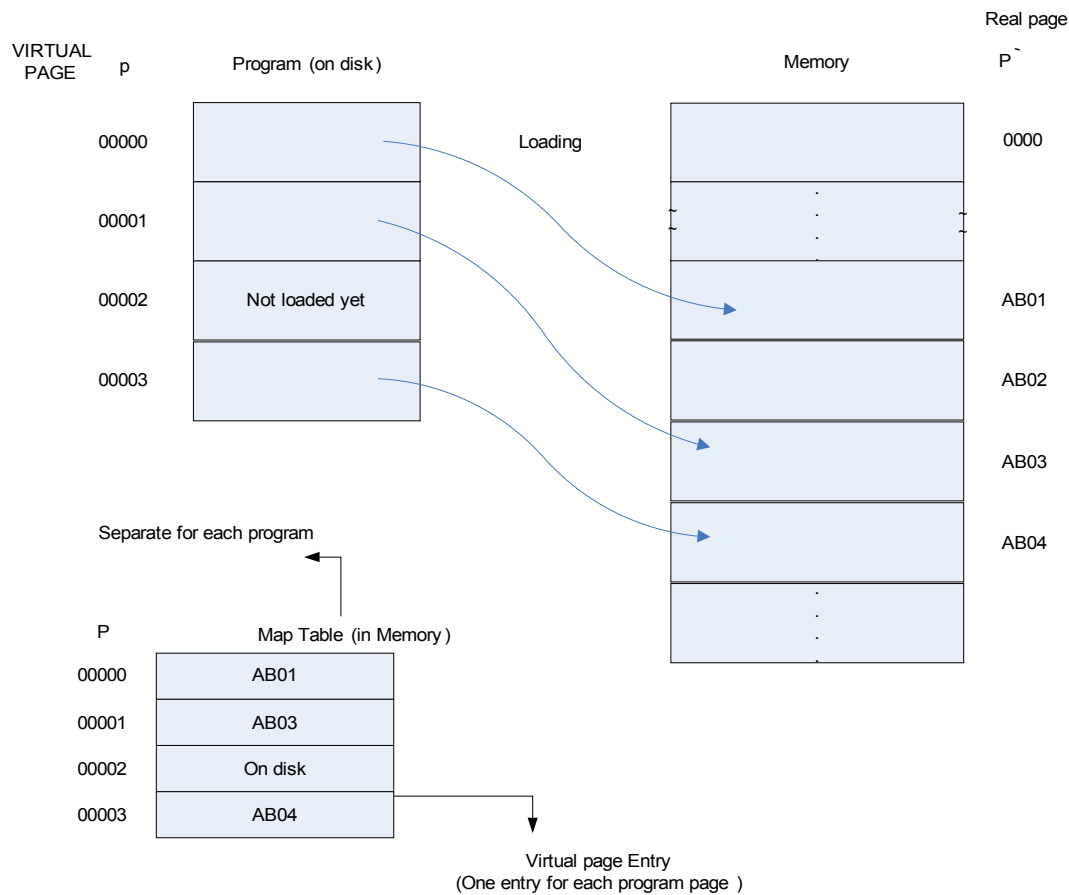 Real page
VIRTUAL
PAGE
p
Program (on disk)
Memory
P~
00000
Loading
0000
00001
~ ~
~ ~
00002
Not loaded yet
AB01
00003
AB02
AB03
Separate for each program
AB04
P
Map Table (in Memory)
00000
AB01
00001
AB03
00002
On disk
00003
AB04
Virtual page Entry
(One entry for each program page )